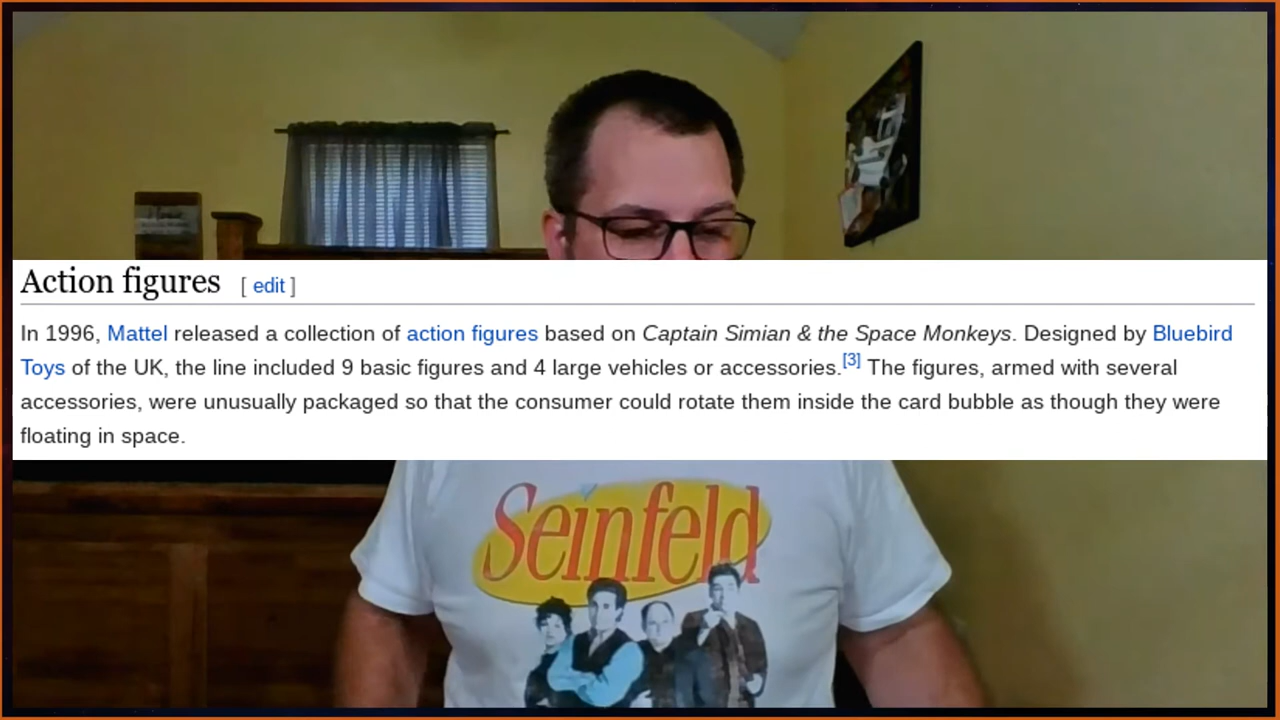 Action figures [ edit ]
In 1996, Mattel released a collection of action figures based on Captain Simian & the Space Monkeys. Designed by Bluebird
Toys of the UK, the line included 9 basic figures and 4 large vehicles or accessories.[3] The figures, armed with several
accessories, were unusually packaged so that the consumer could rotate them inside the card bubble as though they were
floating in space.
Seinfeld